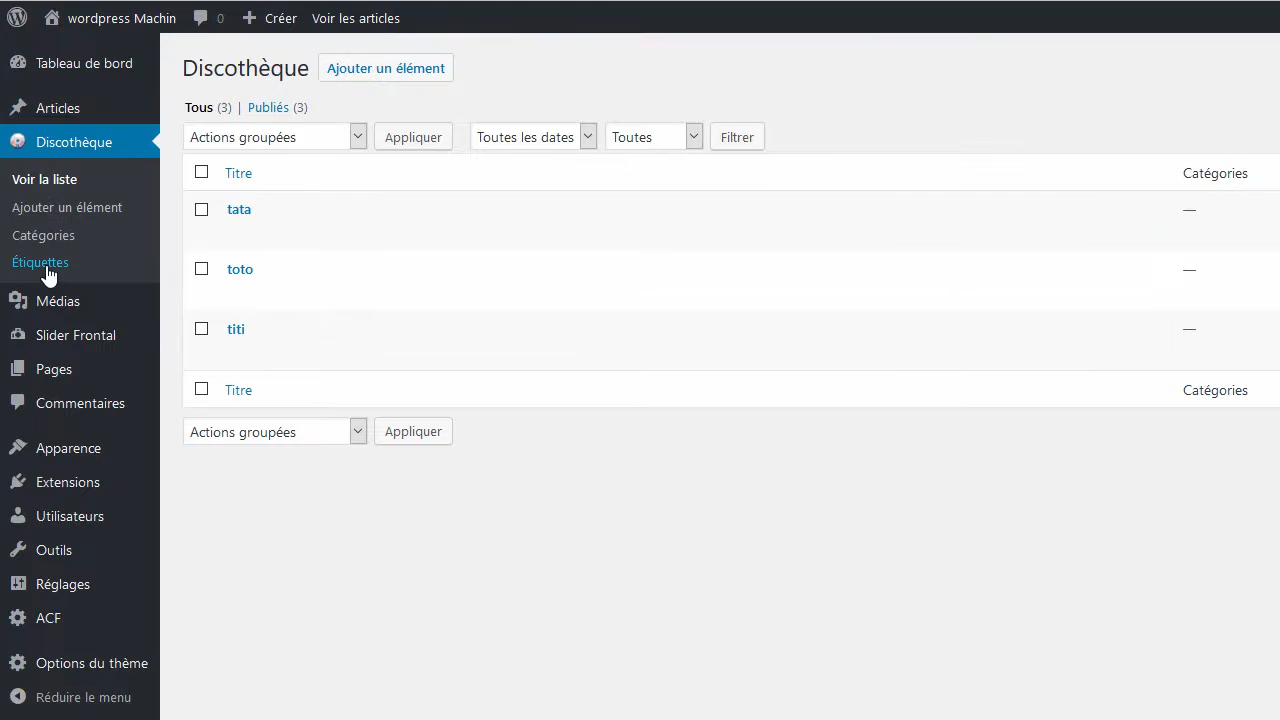 wordpress Machin 0 Créer Voir les articles
Tableau de bord
Articles
Discothèque
Voir la liste
Ajouter un élément
Catégories
Étiquettes
Médias
Slider Frontal
Pages
Commentaires
Apparence
Extensions
Utilisateurs
Outils
Réglages
ACF
Options du thème
Réduire le menu
Discothèque Ajouter un élément
Tous (3) | Publiés (3)
Actions groupées Appliquer Toutes les dates Toutes Filtrer
Titre Catégories
tata —
toto —
titi —
Titre Catégories
Actions groupées Appliquer